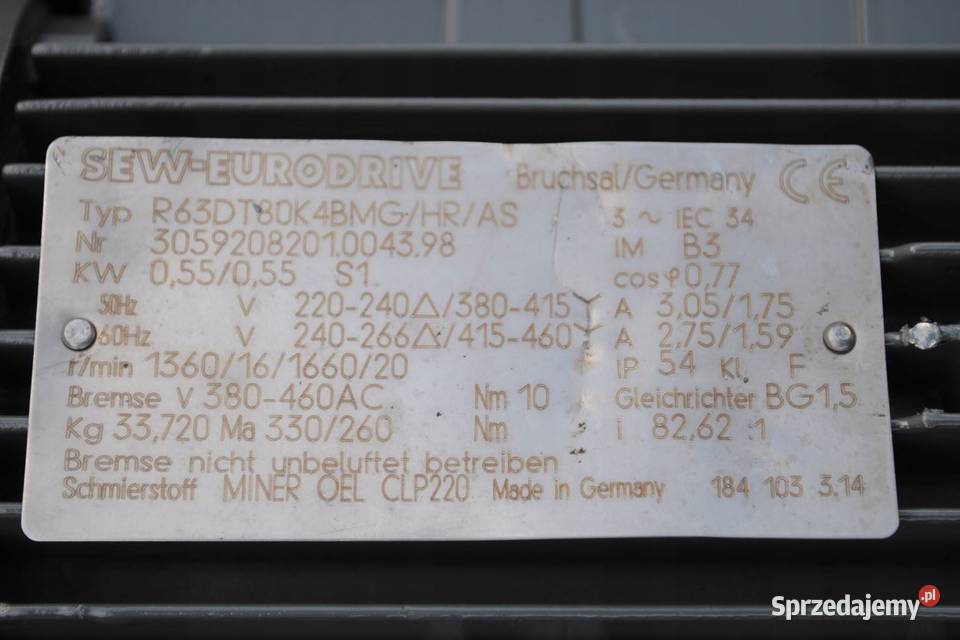 SEW-EURODRIVE Bruchsal/Germany CE
Typ R63DT80K4BMG/HR/AS 3 ~ IEC 34
Nr 3059208201.0043.98 IM B3
KW 0,55/0,55 S1 cosφ 0,77
50Hz V 220-240△/380-415Y A 3,05/1,75
60Hz V 240-266△/415-460Y A 2,75/1,59
r/min 1360/16/1660/20 IP 54 Kl. F
Bremse V 380-460AC Nm 10 Gleichrichter BG1,5
Kg 33,720 Ma 330/260 Nm i 82,62 :1
Bremse nicht unbelüftet betreiben
Schmierstoff MINER OEL CLP220 Made in Germany 184 103 3.14
Sprzedajemy.pl